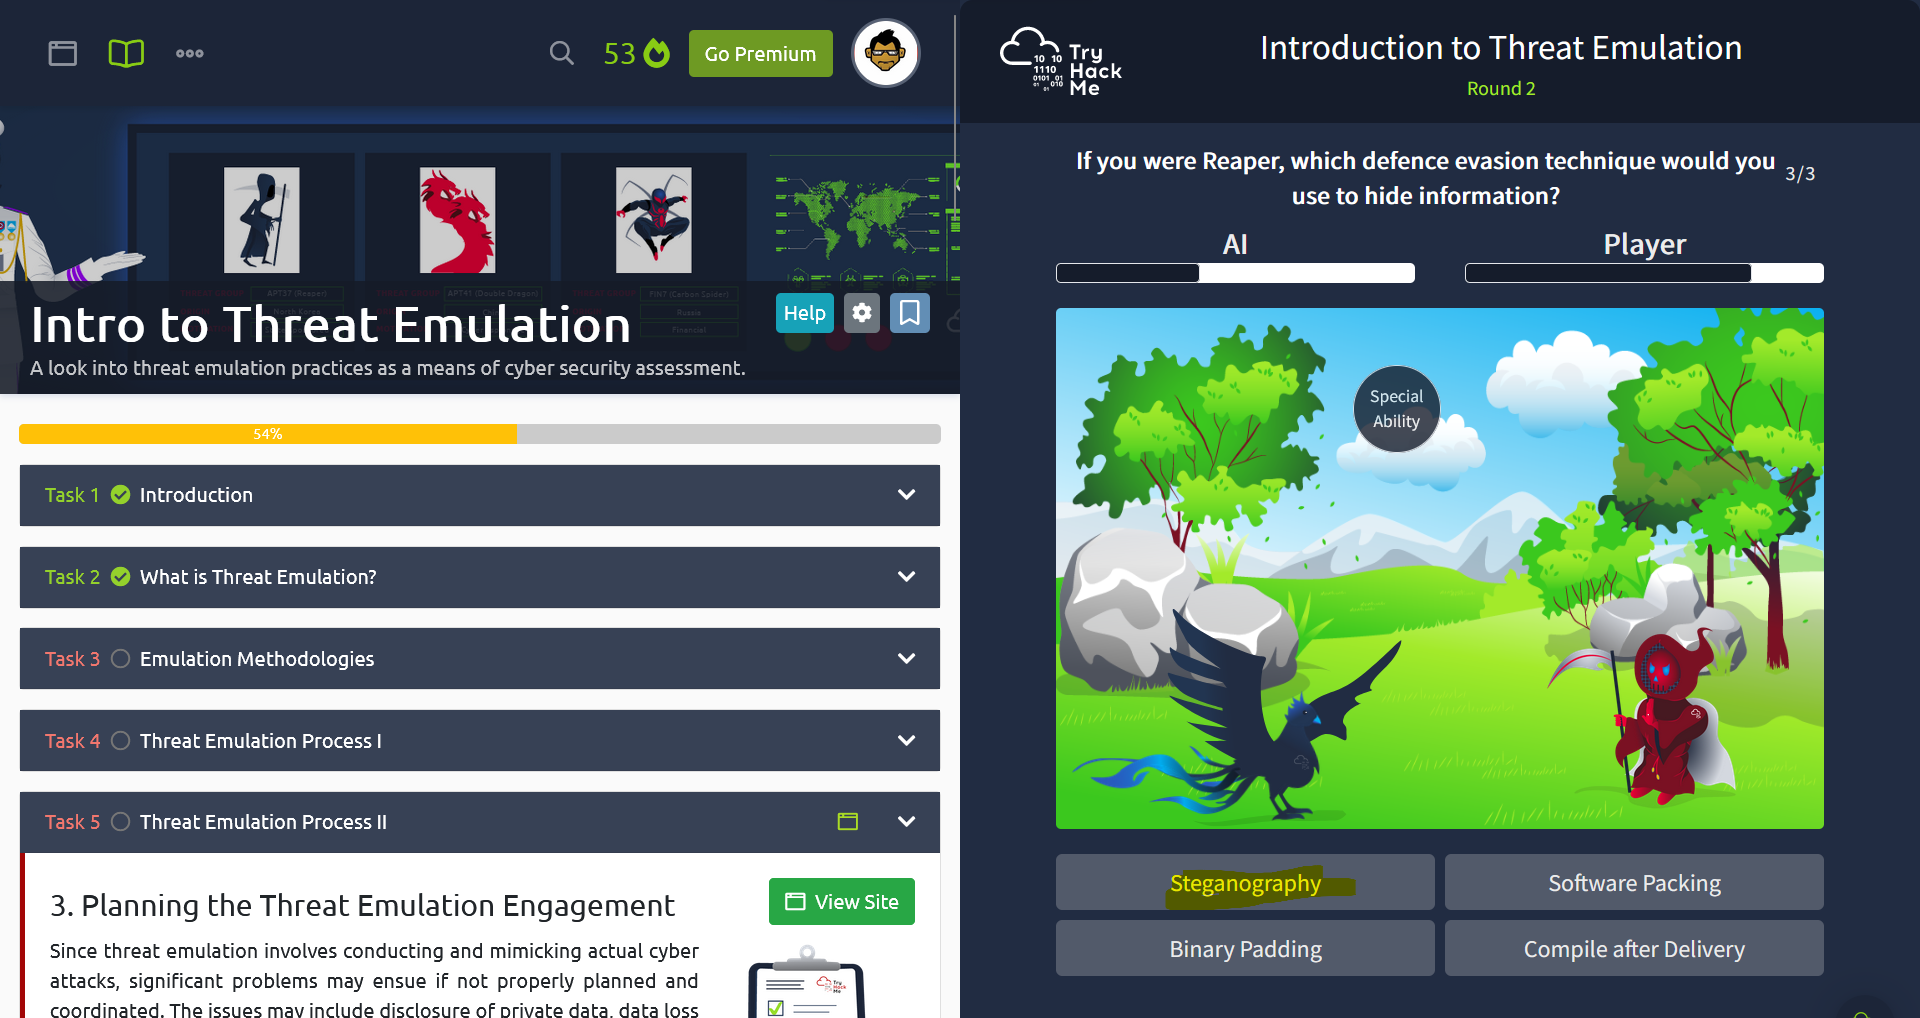 53
Go Premium
APT37 (Reaper)
APT41 (Double Dragon)
FIN7 (Carbon Spider)
North Korea
Russia
Financial
Intro to Threat Emulation
Help
A look into threat emulation practices as a means of cyber security assessment.
54%
Task 1 Introduction
Task 2 What is Threat Emulation?
Task 3 Emulation Methodologies
Task 4 Threat Emulation Process I
Task 5 Threat Emulation Process II
3. Planning the Threat Emulation Engagement
View Site
Since threat emulation involves conducting and mimicking actual cyber
attacks, significant problems may ensue if not properly planned and
coordinated. The issues may include disclosure of private data, data loss
Try
Hack
Me
Try
Hack
Me
Introduction to Threat Emulation
Round 2
If you were Reaper, which defence evasion technique would you
use to hide information?
3/3
AI
Player
Special
Ability
Steganography
Software Packing
Binary Padding
Compile after Delivery